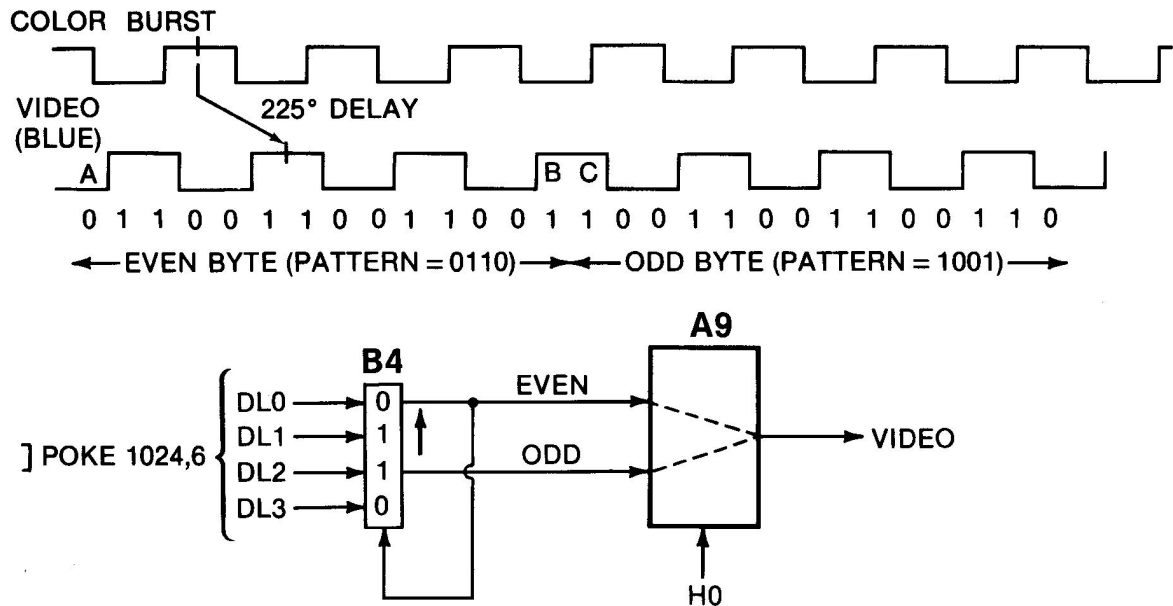 COLOR BURST
VIDEO
(BLUE)
225° DELAY
A
B C
0 1 1 0 0 1 1 0 0 1 1 0 0 1 1 0 0 1 1 0 0 1 1 0 0 1 1 0
EVEN BYTE (PATTERN = 0110)
ODD BYTE (PATTERN = 1001)
A9
B4
] POKE 1024,6
DL0
DL1
DL2
DL3
0
1
1
0
EVEN
ODD
VIDEO
H0